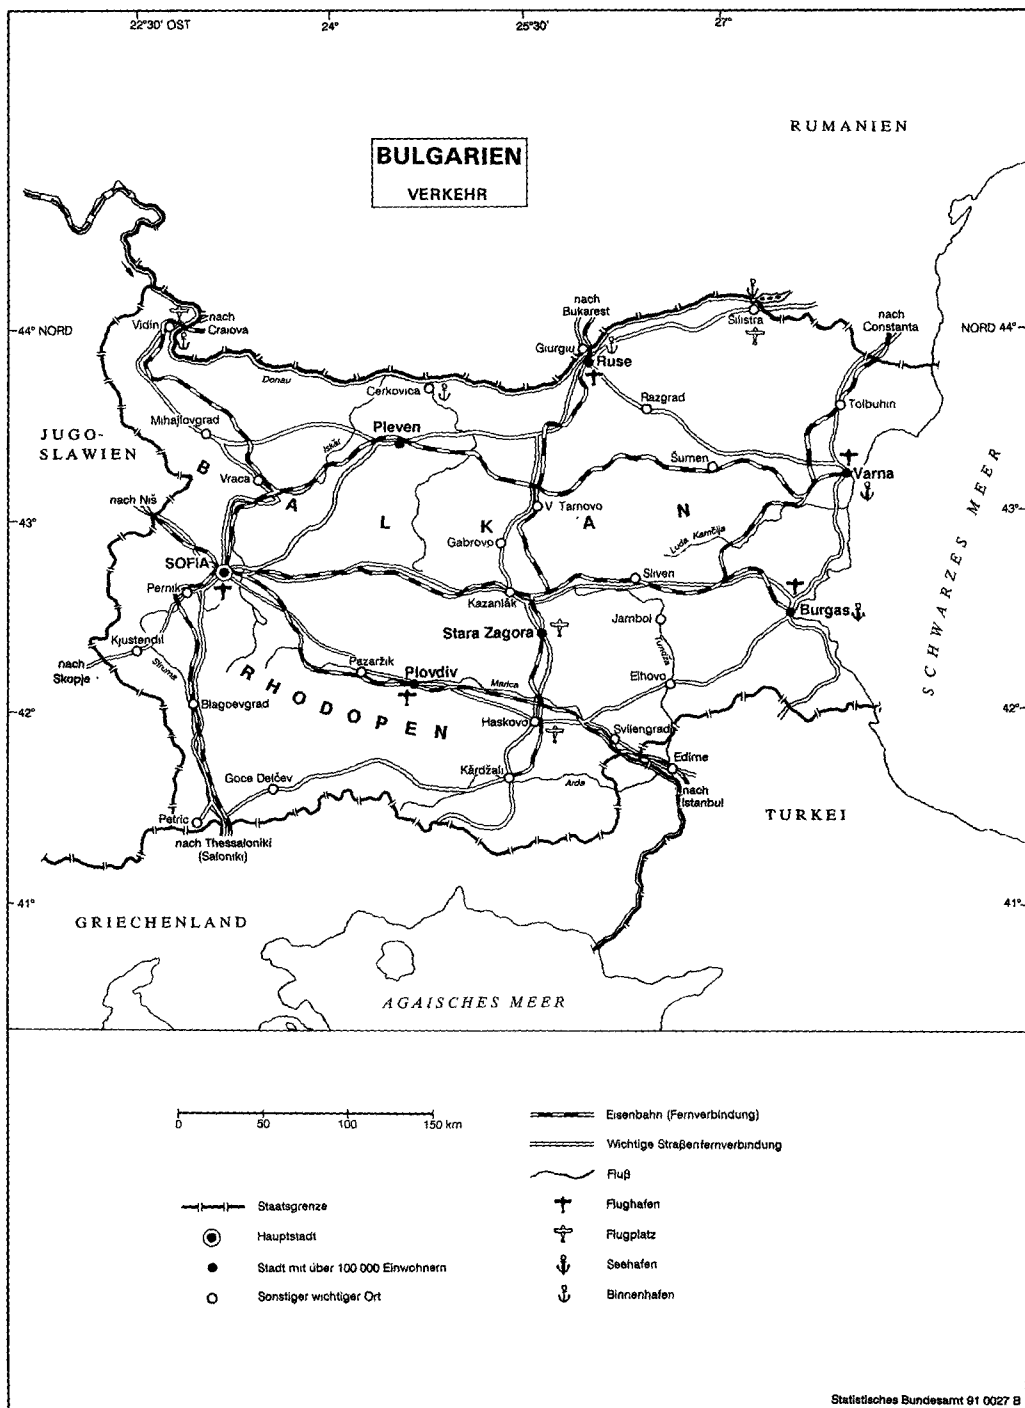 22°30' OST
24°
25°30'
27°
RUMANIEN
BULGARIEN
VERKEHR
nach
Bukarest
nach
Constanta
Vidin
nach
Craiova
44° NORD
NORD 44°
Silistra
Giurgiu
Ruse
Donau
Cerkovica
Razgrad
Tolbuhin
Mihajlovgrad
JUGO-
SLAWIEN
Pleven
Iskăr
Šumen
Varna
Vraca
B A L K A N
nach Niš
V Tarnovo
43°
43°
Luda Kamčija
Gabrovo
SCHWARZES MEER
SOFIA
Pernik
Kazanlăk
Sliven
Burgas
Jambol
Stara Zagora
Kjustendil
Struma
nach
Skopje
Pazaržik
Plovdiv
Tundža
Elhovo
Marica
RHODOPEN
42°
42°
Blagoevgrad
Haskovo
Svilengrad
Edirne
Goce Delčev
Kărdžali
Arda
nach
Istanbul
Petric
nach Thessaloniki
(Saloniki)
TURKEI
41°
41°
GRIECHENLAND
AGAISCHES MEER
0 50 100 150 km
Eisenbahn (Fernverbindung)
Wichtige Straßenfernverbindung
Fluß
Staatsgrenze
Flughafen
Hauptstadt
Flugplatz
Stadt mit über 100 000 Einwohnern
Seehafen
Sonstiger wichtiger Ort
Binnenhafen
Statistisches Bundesamt 91 0027 B